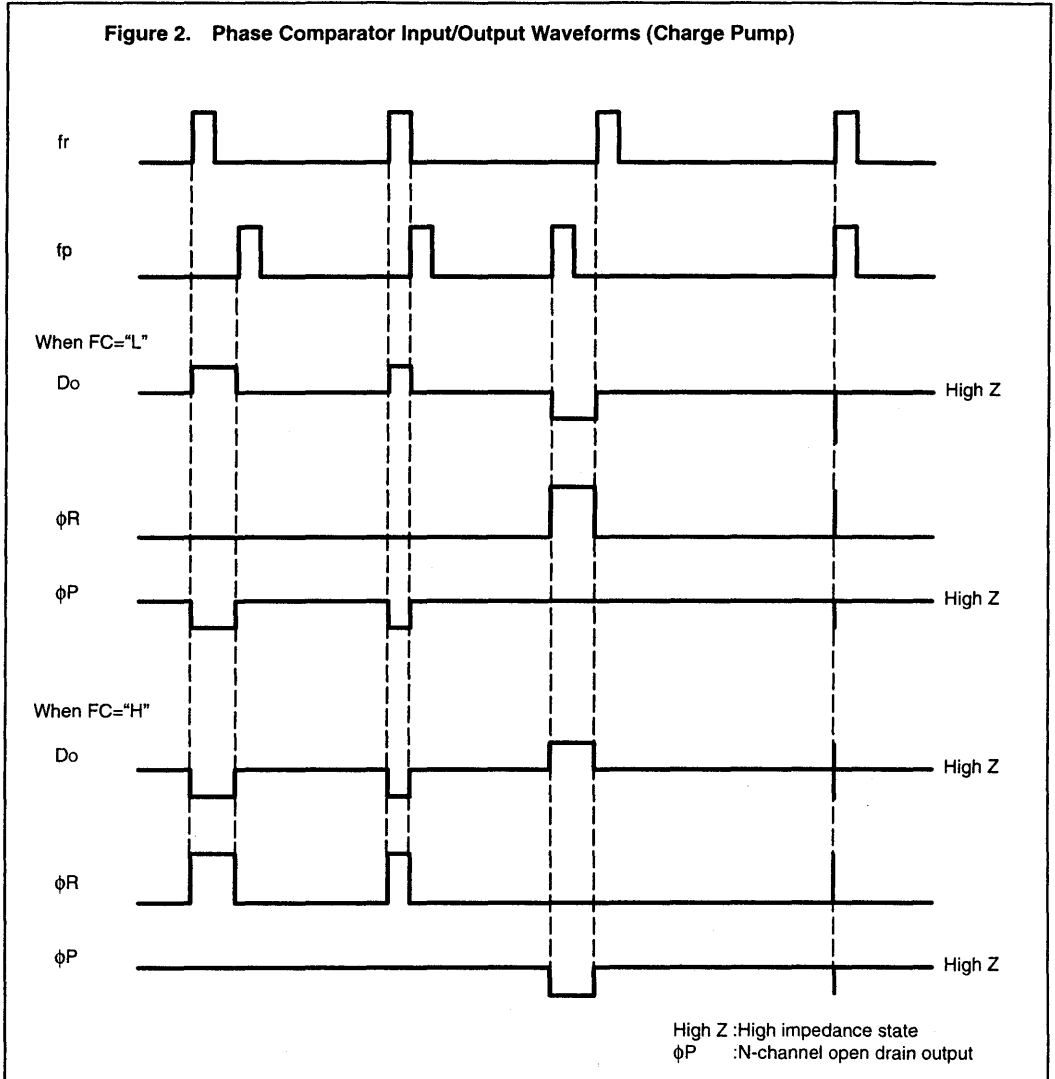 Figure 2. Phase Comparator Input/Output Waveforms (Charge Pump)
fr
fp
When FC="L"
Do
High Z
ϕR
ϕP
High Z
When FC="H"
Do
High Z
ϕR
ϕP
High Z
High Z :High impedance state
ϕP :N-channel open drain output